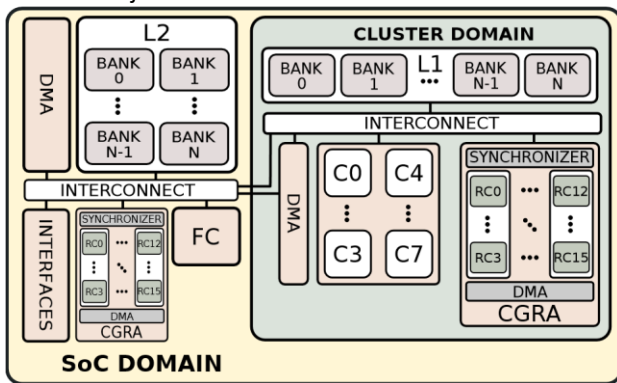 L2
BANK 0
BANK 1
BANK N-1
BANK N
DMA
INTERCONNECT
INTERFACES
SYNCHRONIZER
RC0 ... RC12
RC3 ... RC15
DMA
CGRA
FC
SoC DOMAIN
CLUSTER DOMAIN
BANK 0
BANK 1
L1
...
BANK N-1
BANK N
INTERCONNECT
DMA
C0 C4
C3 C7
SYNCHRONIZER
RC0 ... RC12
RC3 ... RC15
DMA
CGRA